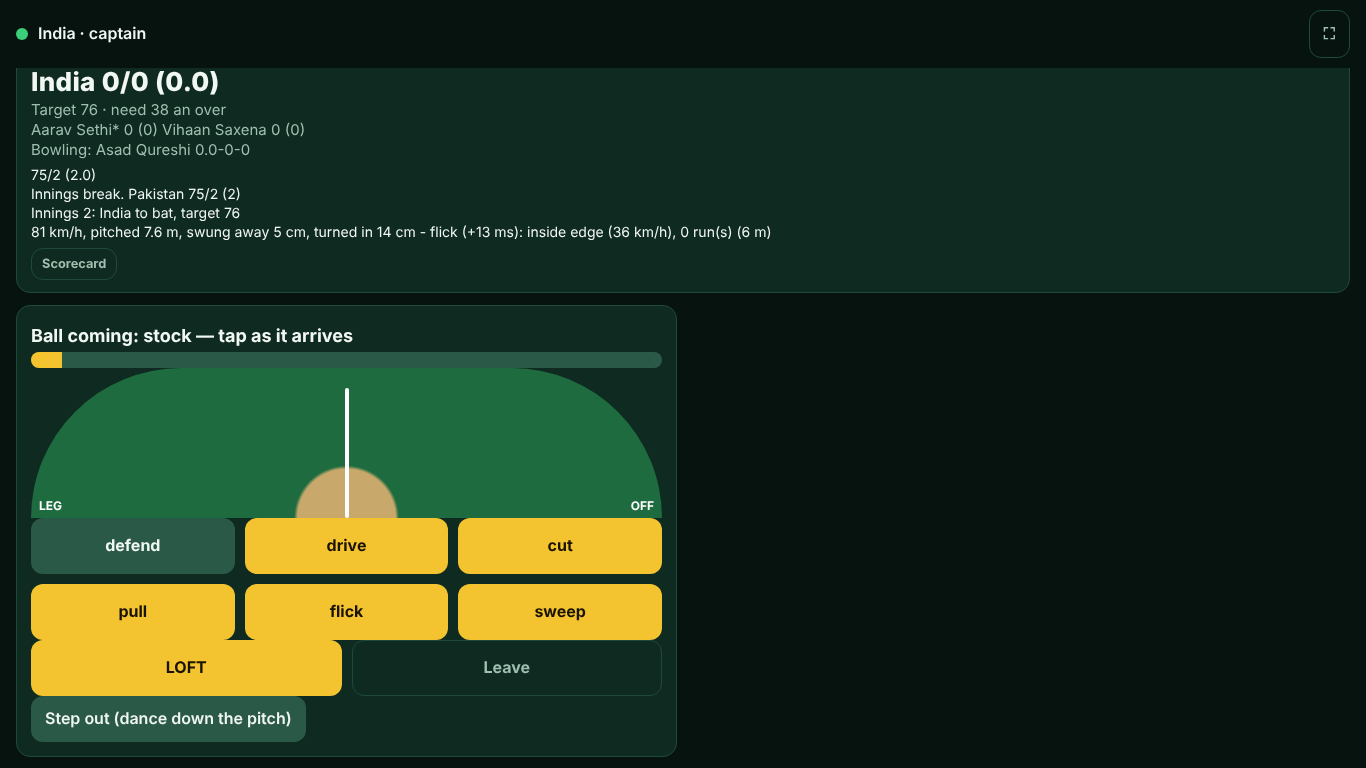 India · captain
India 0/0 (0.0)
Target 76 · need 38 an over
Aarav Sethi* 0 (0) Vihaan Saxena 0 (0)
Bowling: Asad Qureshi 0.0-0-0
75/2 (2.0)
Innings break. Pakistan 75/2 (2)
Innings 2: India to bat, target 76
81 km/h, pitched 7.6 m, swung away 5 cm, turned in 14 cm - flick (+13 ms): inside edge (36 km/h), 0 run(s) (6 m)
Scorecard
Ball coming: stock — tap as it arrives
LEG OFF
defend drive cut
pull flick sweep
LOFT Leave
Step out (dance down the pitch)